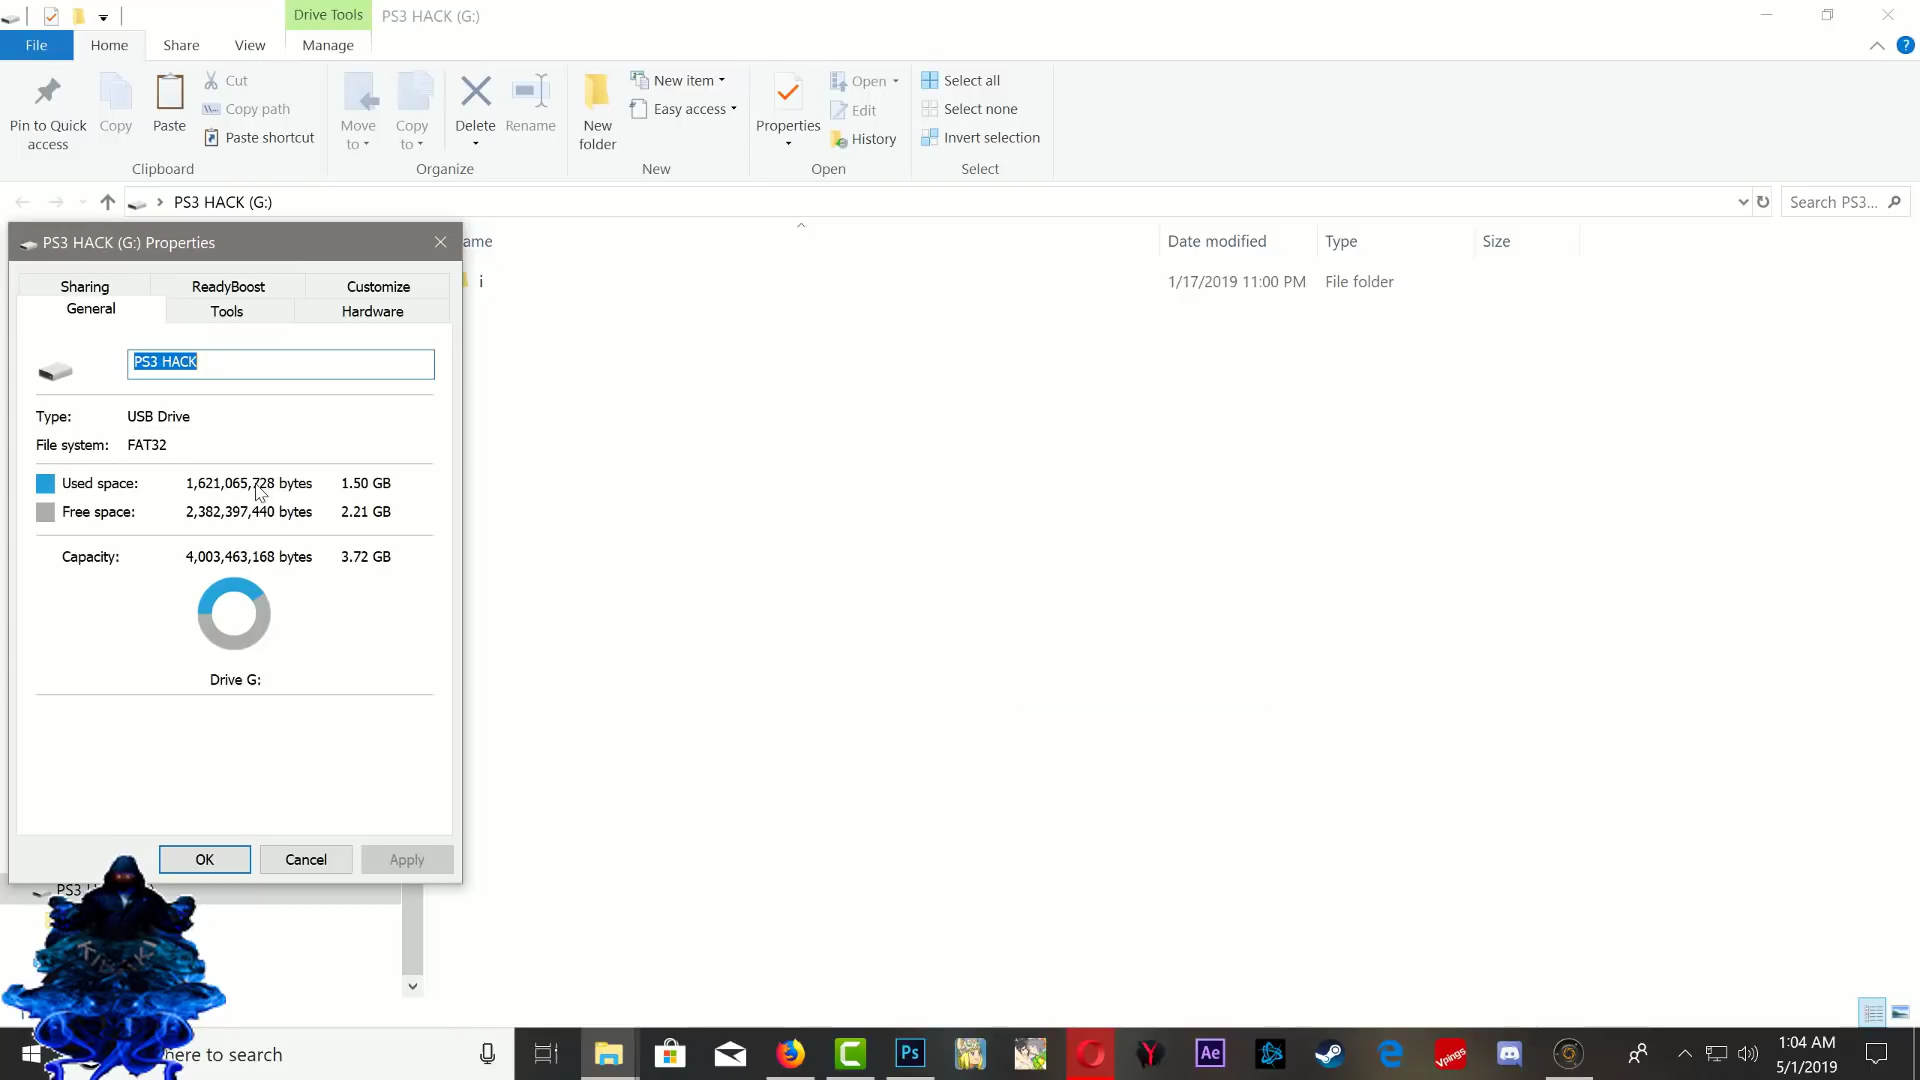 Drive Tools
PS3 HACK (G:)
File
Home
Share
View
Manage
Pin to Quick access
Copy
Paste
Cut
Copy path
Paste shortcut
Clipboard
Move to
Copy to
Delete
Rename
Organize
New folder
New item
Easy access
New
Properties
Open
Edit
History
Open
Select all
Select none
Invert selection
Select
PS3 HACK (G:)
Search PS3...
PS3 HACK (G:) Properties
ame
Date modified
Type
Size
i
1/17/2019 11:00 PM
File folder
Sharing
ReadyBoost
Customize
General
Tools
Hardware
PS3 HACK
Type: USB Drive
File system: FAT32
Used space: 1,621,065,728 bytes 1.50 GB
Free space: 2,382,397,440 bytes 2.21 GB
Capacity: 4,003,463,168 bytes 3.72 GB
Drive G:
OK
Cancel
Apply
PS3
here to search
Ps
Ae
Vpings
1:04 AM
5/1/2019